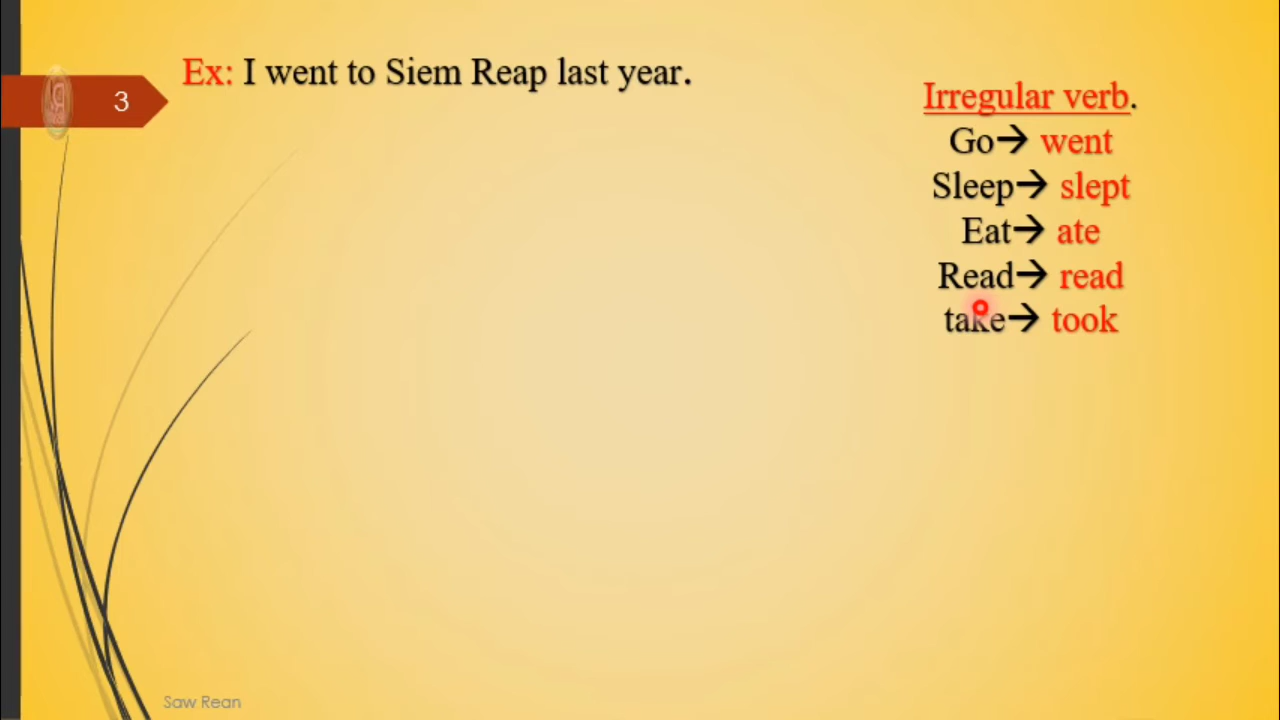 3
Ex: I went to Siem Reap last year.
Irregular verb.
Go→ went
Sleep→ slept
Eat→ ate
Read→ read
take→ took
Saw Rean